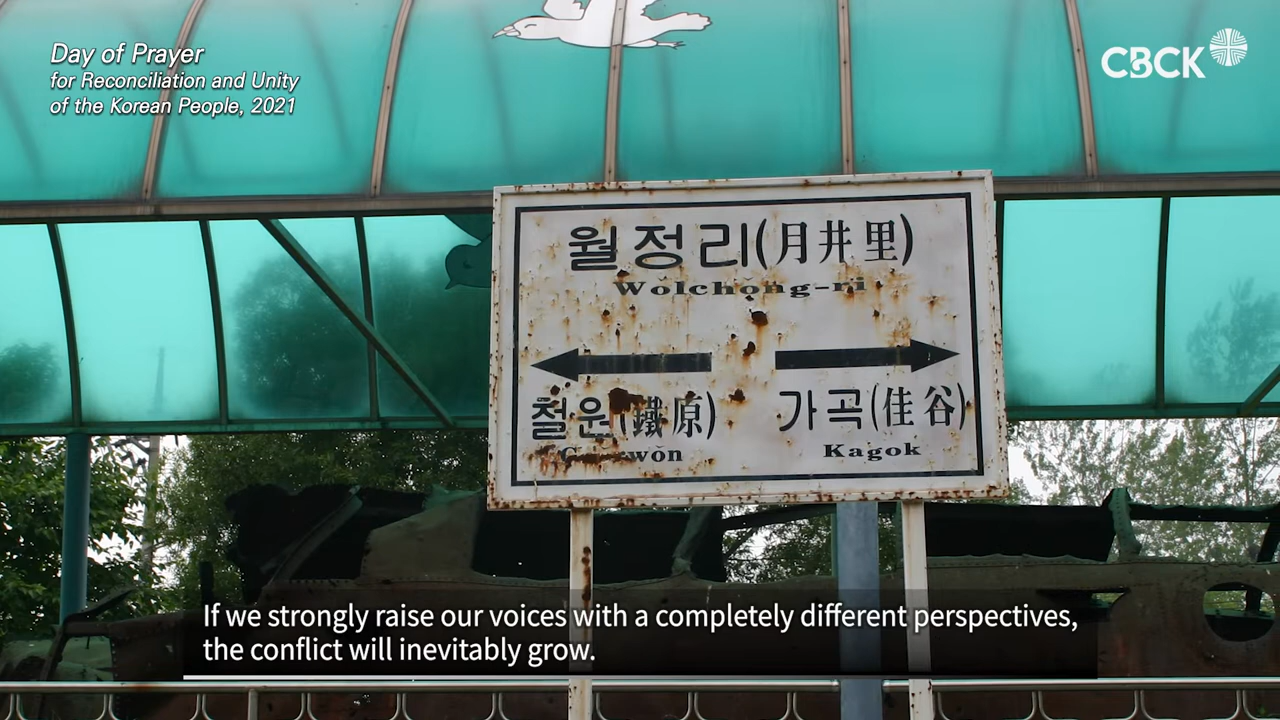 Day of Prayer
for Reconciliation and Unity
of the Korean People, 2021
CBCK
월정리(月井里)
Wolchŏng-ri
철원(鐵原)
가곡(佳谷)
Kagok
If we strongly raise our voices with a completely different perspectives,
the conflict will inevitably grow.